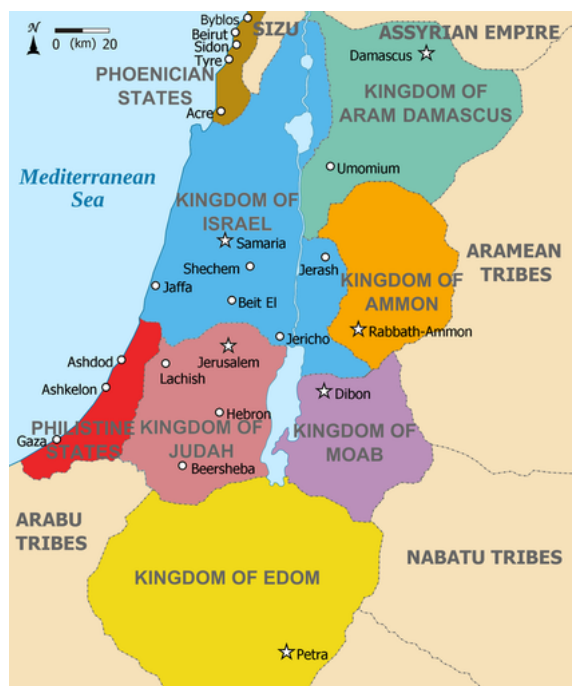 Byblos
Beirut
Sidon
Tyre
SIZU
ASSYRIAN EMPIRE
N
0 (km) 20
Damascus
PHOENICIAN
STATES
KINGDOM OF
ARAM DAMASCUS
Acre
Umomium
Mediterranean
Sea
KINGDOM OF
ISRAEL
Samaria
ARAMEAN
TRIBES
Shechem
Jerash
KINGDOM OF
AMMON
Jaffa
Beit El
Rabbath-Ammon
Jericho
Jerusalem
Ashdod
Lachish
Ashkelon
Dibon
Hebron
PHILISTINE
STATES
KINGDOM OF
JUDAH
KINGDOM OF
MOAB
Gaza
Beersheba
ARABU
TRIBES
NABATU TRIBES
KINGDOM OF EDOM
Petra